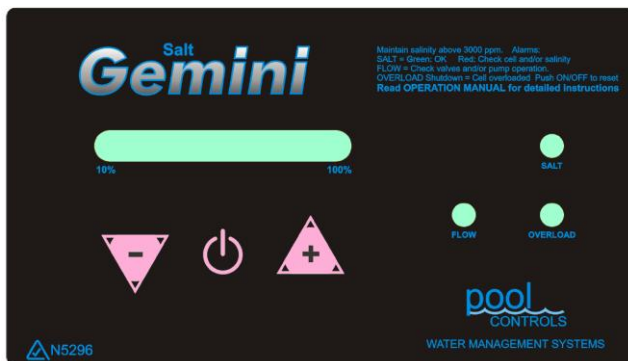 Salt
Gemini
Maintain salinity above 3000 ppm. Alarms:
SALT = Green: OK Red: Check cell and/or salinity
FLOW = Check valves and/or pump operation.
OVERLOAD Shutdown = Cell overloaded Push ON/OFF to reset
Read OPERATION MANUAL for detailed instructions
10% 100%
SALT
- +
FLOW OVERLOAD
pool
CONTROLS
WATER MANAGEMENT SYSTEMS
N5296